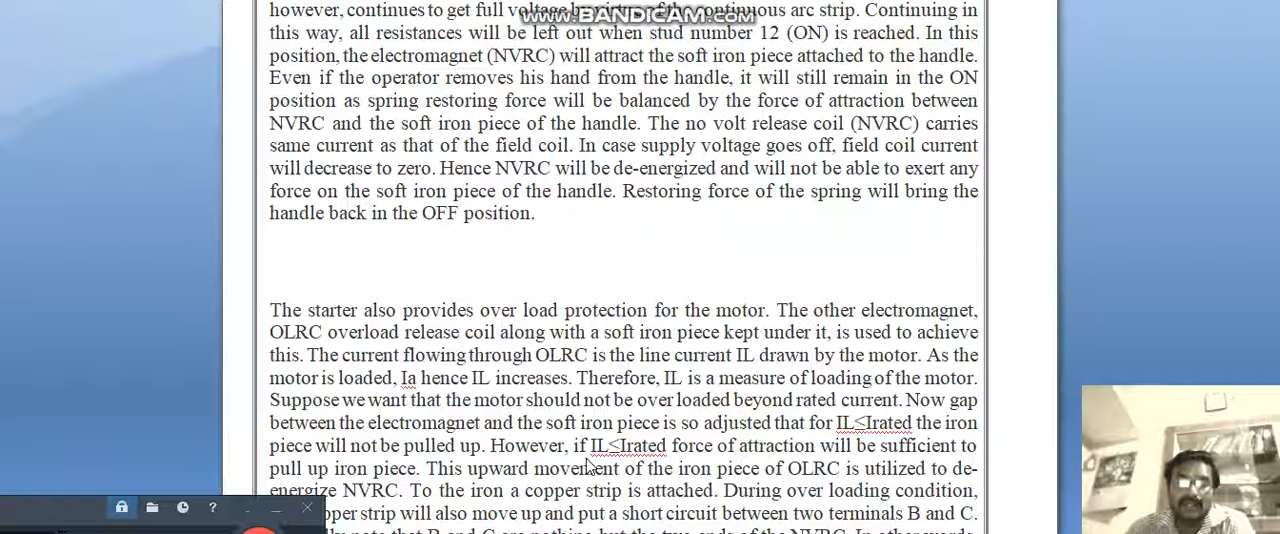 however, continues to get full voltage by virtue of the continuous arc strip. Continuing in
www.BANDICAM.com
this way, all resistances will be left out when stud number 12 (ON) is reached. In this
position, the electromagnet (NVRC) will attract the soft iron piece attached to the handle.
Even if the operator removes his hand from the handle, it will still remain in the ON
position as spring restoring force will be balanced by the force of attraction between
NVRC and the soft iron piece of the handle. The no volt release coil (NVRC) carries
same current as that of the field coil. In case supply voltage goes off, field coil current
will decrease to zero. Hence NVRC will be de-energized and will not be able to exert any
force on the soft iron piece of the handle. Restoring force of the spring will bring the
handle back in the OFF position.
The starter also provides over load protection for the motor. The other electromagnet,
OLRC overload release coil along with a soft iron piece kept under it, is used to achieve
this. The current flowing through OLRC is the line current IL drawn by the motor. As the
motor is loaded, Ia hence IL increases. Therefore, IL is a measure of loading of the motor.
Suppose we want that the motor should not be over loaded beyond rated current. Now gap
between the electromagnet and the soft iron piece is so adjusted that for IL≤Irated the iron
piece will not be pulled up. However, if IL≤Irated force of attraction will be sufficient to
pull up iron piece. This upward movement of the iron piece of OLRC is utilized to de-
energize NVRC. To the iron a copper strip is attached. During over loading condition,
strip will also move up and put a short circuit between two terminals B and C.